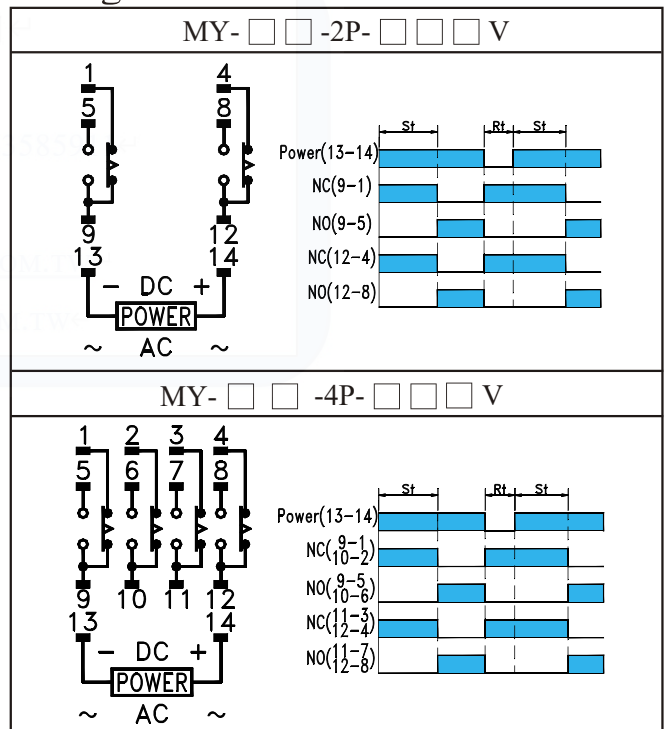 MY- □ □ -2P- □ □ □ V
1 4
5 8
9 12
13 14
- DC +
POWER
~ AC ~
St Rt St
Power(13-14)
NC(9-1)
NO(9-5)
NC(12-4)
NO(12-8)
MY- □ □ -4P- □ □ □ V
1 2 3 4
5 6 7 8
9 10 11 12
13 14
- DC +
POWER
~ AC ~
St Rt St
Power(13-14)
NC(9-1
10-2)
NO(9-5
10-6)
NC(11-3
12-4)
NO(11-7
12-8)